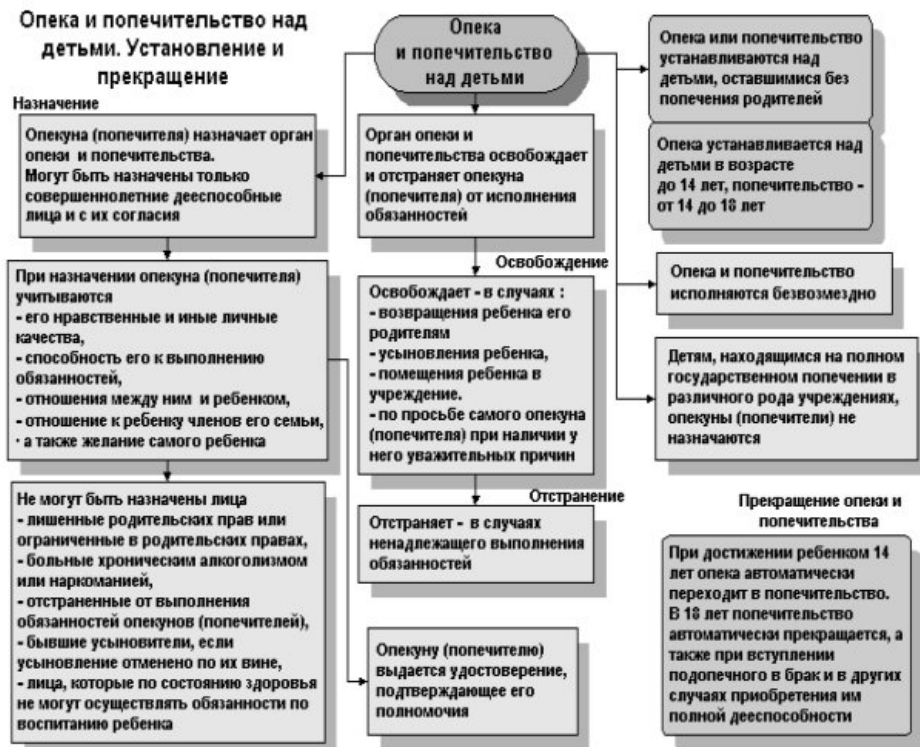 Опека и попечительство над
детьми. Установление и
прекращение
Опека
и попечительство
над детьми
Назначение
Опекуна (попечителя) назначает орган
опеки и попечительства.
Могут быть назначены только
совершеннолетние дееспособные
лица и с их согласия
При назначении опекуна (попечителя)
учитываются
- его нравственные и иные личные
качества,
- способность его к выполнению
обязанностей,
- отношения между ним и ребенком,
- отношение к ребенку членов его семьи,
· а также желание самого ребенка
Не могут быть назначены лица
- лишенные родительских прав или
ограниченные в родительских правах,
- больные хроническим алкоголизмом
или наркоманией,
- отстраненные от выполнения
обязанностей опекунов (попечителей),
- бывшие усыновители, если
усыновление отменено по их вине,
- лица, которые по состоянию здоровья
не могут осуществлять обязанности по
воспитанию ребенка
Орган опеки и
попечительства освобождает
и отстраняет опекуна
(попечителя) от исполнения
обязанностей
Освобождение
Освобождает - в случаях :
- возвращения ребенка его
родителям
- усыновления ребенка,
- помещения ребенка в
учреждение.
- по просьбе самого опекуна
(попечителя) при наличии у
него уважительных причин
Отстранение
Отстраняет - в случаях
ненадлежащего выполнения
обязанностей
Опекуну (попечителю)
выдается удостоверение,
подтверждающее его
полномочия
Опека или попечительство
устанавливаются над
детьми, оставшимися без
попечения родителей
Опека устанавливается над
детьми в возрасте
до 14 лет, попечительство -
от 14 до 18 лет
Опека и попечительство
исполняются безвозмездно
Детям, находящимся на полном
государственном попечении в
различного рода учреждениях,
опекуны (попечители) не
назначаются
Прекращение опеки и
попечительства
При достижении ребенком 14
лет опека автоматически
переходит в попечительство.
В 18 лет попечительство
автоматически прекращается, а
также при вступлении
подопечного в брак и в других
случаях приобретения им
полной дееспособности